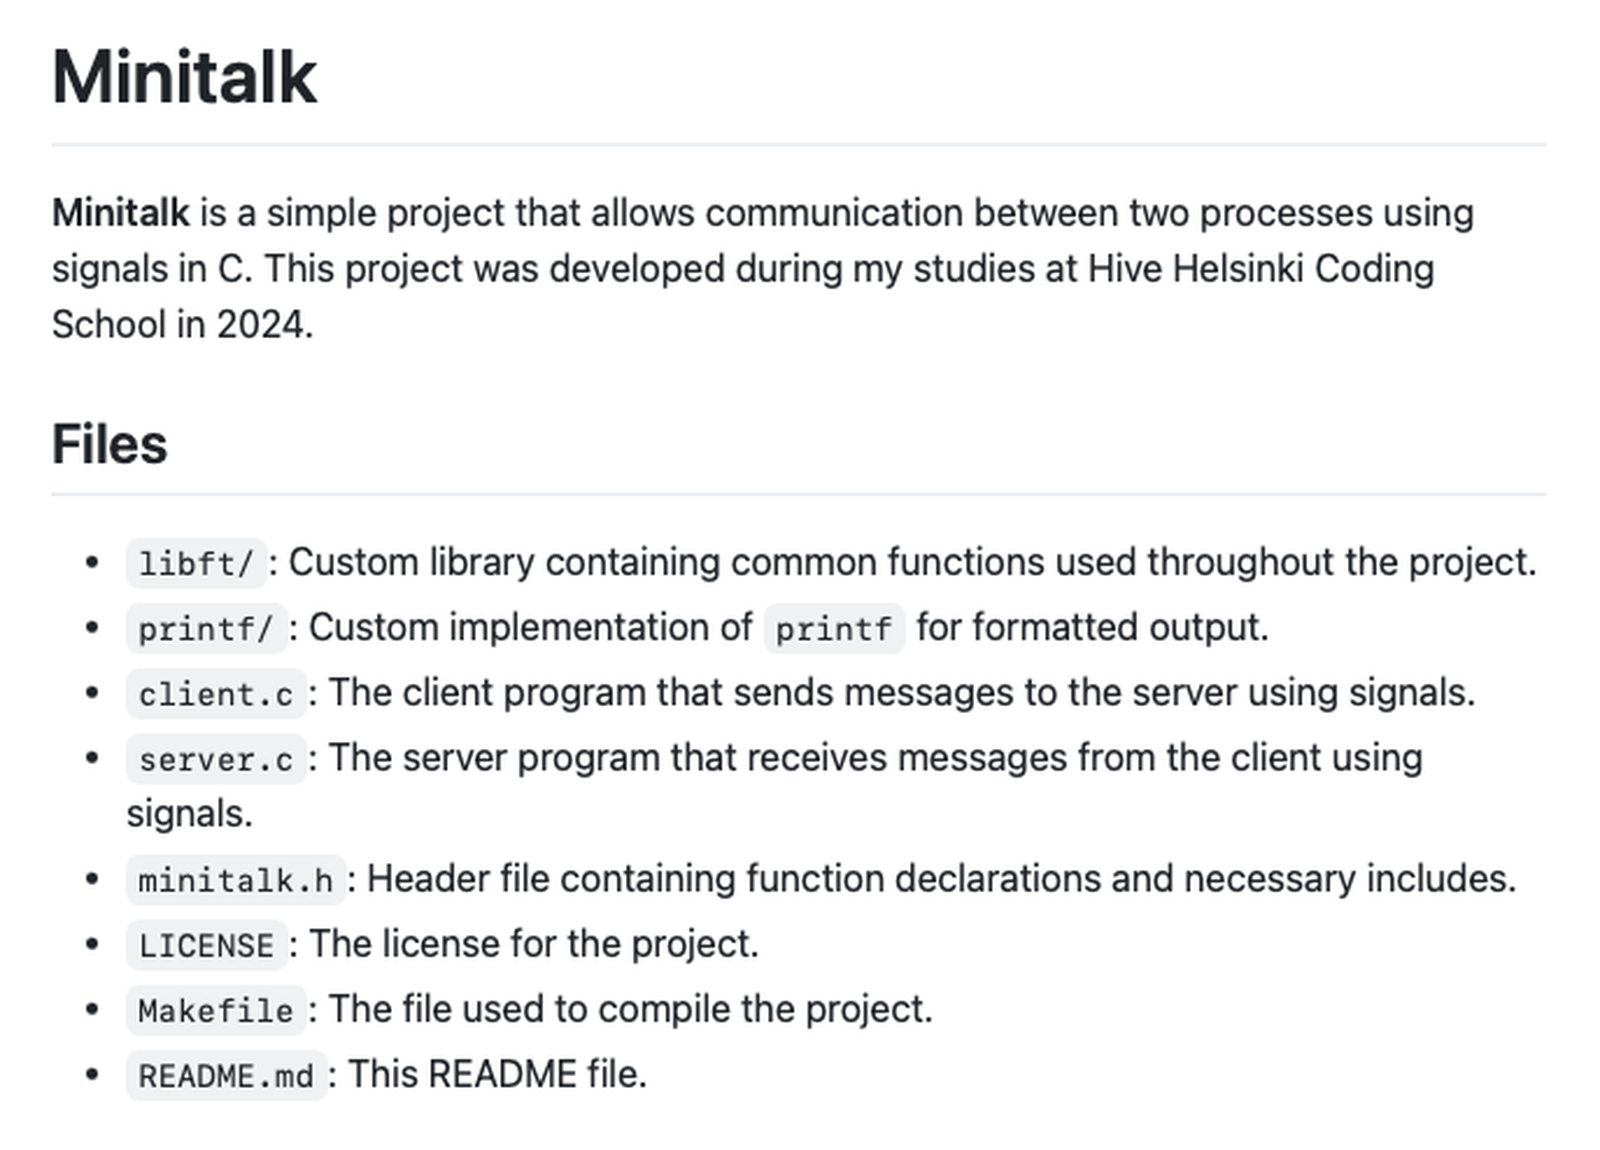 Minitalk
Minitalk is a simple project that allows communication between two processes using
signals in C. This project was developed during my studies at Hive Helsinki Coding
School in 2024.
Files
• libft/ : Custom library containing common functions used throughout the project.
• printf/ : Custom implementation of printf for formatted output.
• client.c : The client program that sends messages to the server using signals.
• server.c : The server program that receives messages from the client using
signals.
• minitalk.h : Header file containing function declarations and necessary includes.
• LICENSE : The license for the project.
• Makefile : The file used to compile the project.
• README.md : This README file.